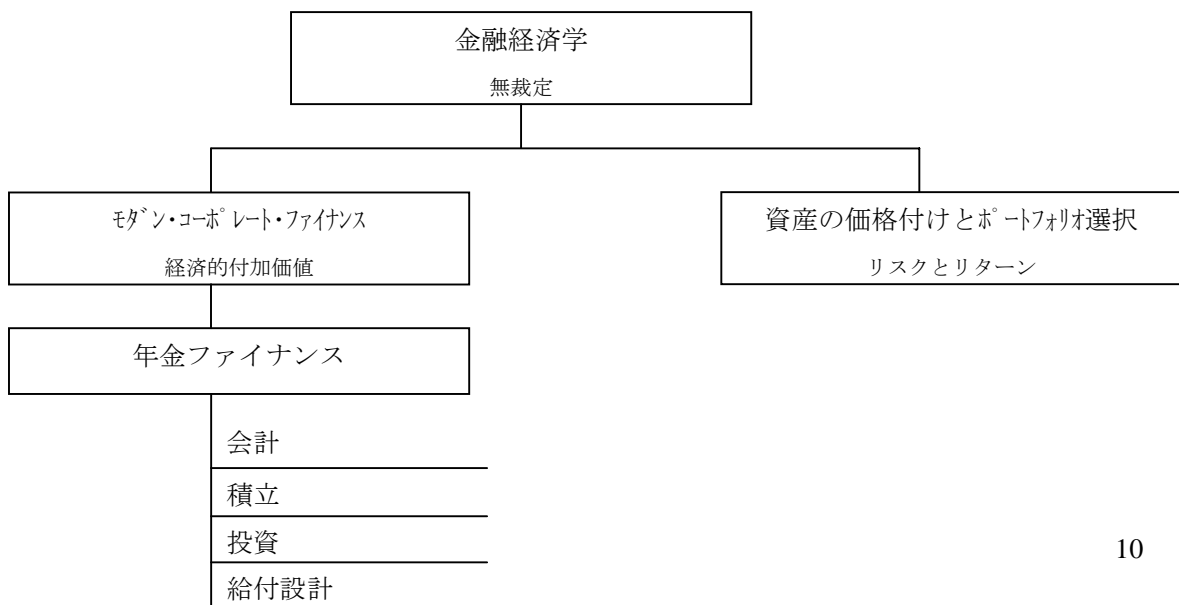 金融経済学
無裁定
モダン・コーポレート・ファイナンス
経済的付加価値
資産の価格付けとポートフォリオ選択
リスクとリターン
年金ファイナンス
会計
積立
投資
給付設計
10